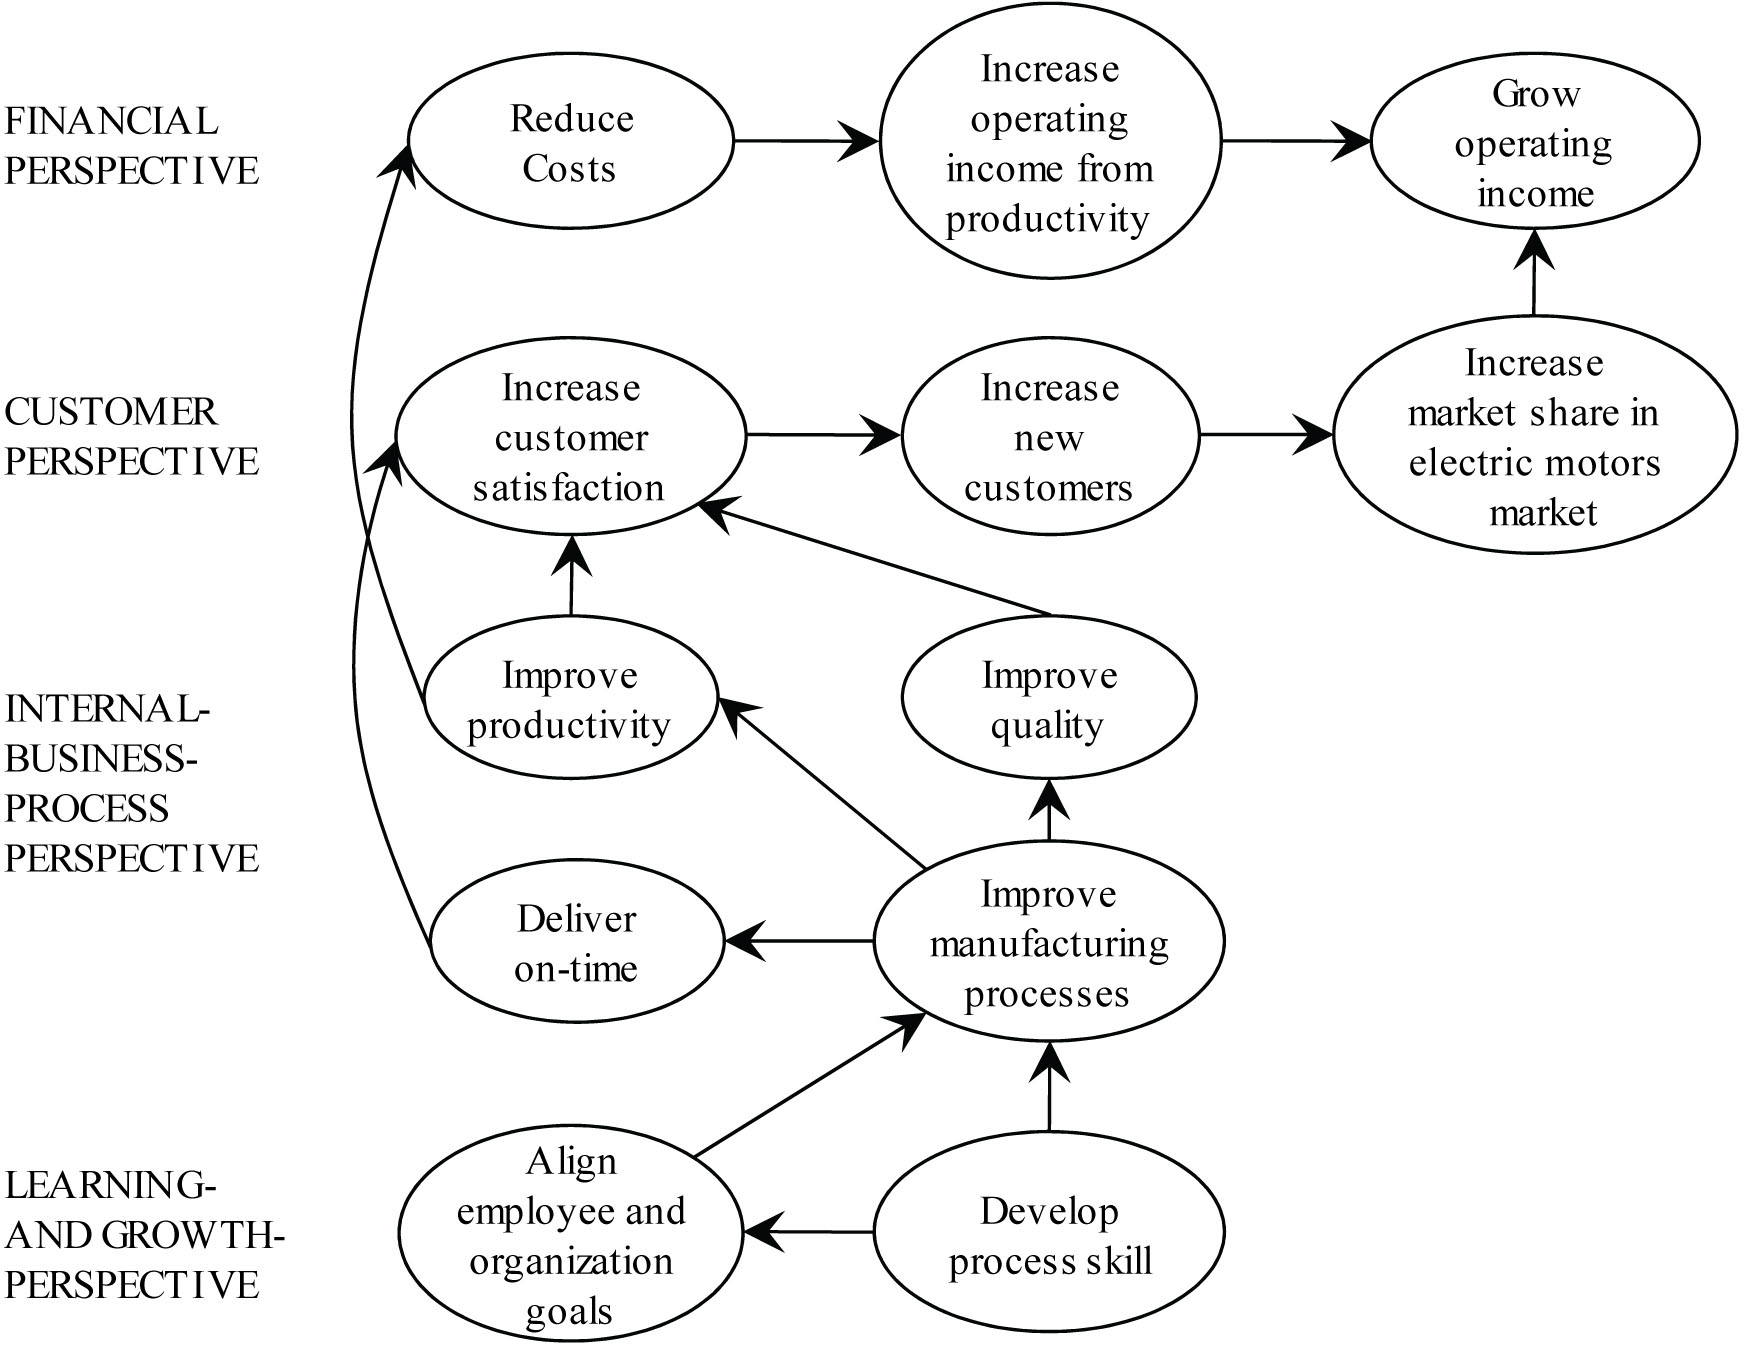 FINANCIAL
PERSPECTIVE
Reduce
Costs
Increase
operating
income from
productivity
Grow
operating
income
CUSTOMER
PERSPECTIVE
Increase
customer
satisfaction
Increase
new
customers
Increase
market share in
electric motors
market
INTERNAL-
BUSINESS-
PROCESS
PERSPECTIVE
Improve
productivity
Improve
quality
Deliver
on-time
Improve
manufacturing
processes
LEARNING-
AND GROWTH-
PERSPECTIVE
Align
employee and
organization
goals
Develop
process skill